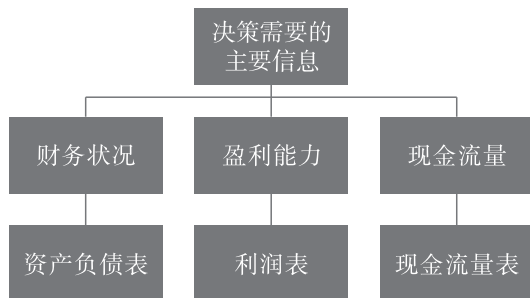 决策需要的
主要信息
财务状况
盈利能力
现金流量
资产负债表
利润表
现金流量表